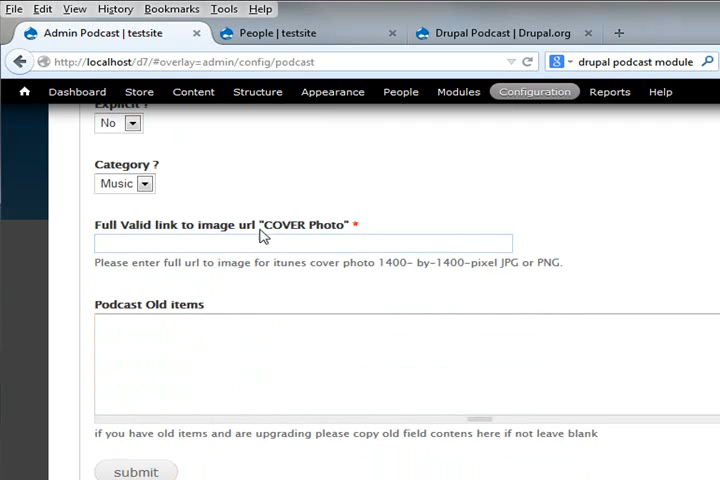 File Edit View History Bookmarks Tools Help
Admin Podcast | testsite × People | testsite × Drupal Podcast | Drupal.org × +
http://localhost/d7/#overlay=admin/config/podcast drupal podcast module
Dashboard Store Content Structure Appearance People Modules Configuration Reports Help
Explicit ?
No
Category ?
Music
Full Valid link to image url "COVER Photo" *
Please enter full url to image for itunes cover photo 1400- by-1400-pixel JPG or PNG.
Podcast Old items
if you have old items and are upgrading please copy old field contens here if not leave blank
submit